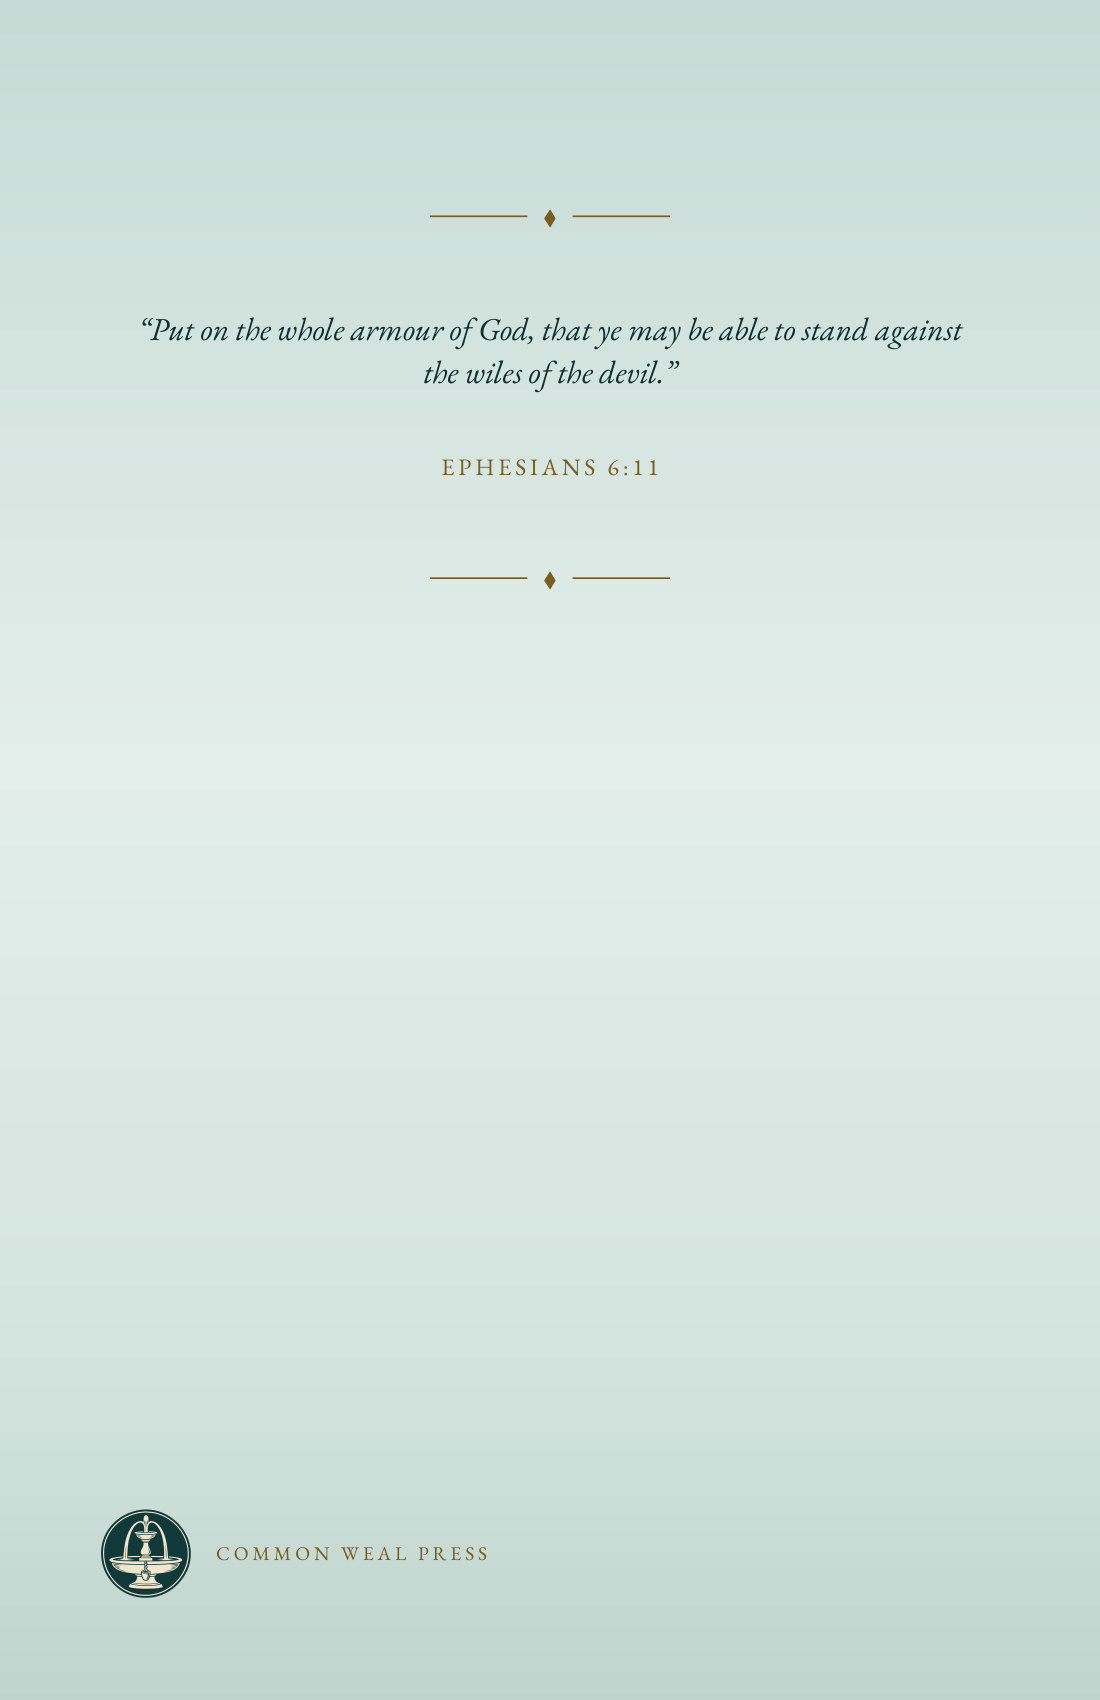 “Put on the whole armour of God, that ye may be able to stand against
the wiles of the devil.”
EPHESIANS 6:11
COMMON WEAL PRESS